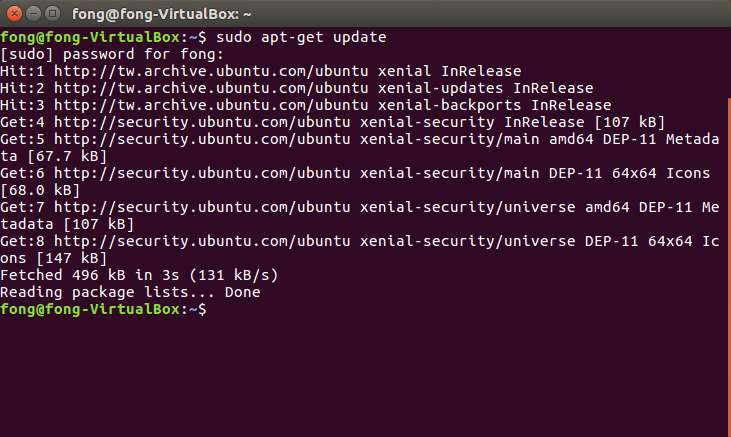 fong@fong-VirtualBox: ~
fong@fong-VirtualBox:~$ sudo apt-get update
[sudo] password for fong:
Hit:1 http://tw.archive.ubuntu.com/ubuntu xenial InRelease
Hit:2 http://tw.archive.ubuntu.com/ubuntu xenial-updates InRelease
Hit:3 http://tw.archive.ubuntu.com/ubuntu xenial-backports InRelease
Get:4 http://security.ubuntu.com/ubuntu xenial-security InRelease [107 kB]
Get:5 http://security.ubuntu.com/ubuntu xenial-security/main amd64 DEP-11 Metada
ta [67.7 kB]
Get:6 http://security.ubuntu.com/ubuntu xenial-security/main DEP-11 64x64 Icons
[68.0 kB]
Get:7 http://security.ubuntu.com/ubuntu xenial-security/universe amd64 DEP-11 Me
tadata [107 kB]
Get:8 http://security.ubuntu.com/ubuntu xenial-security/universe DEP-11 64x64 Ic
ons [147 kB]
Fetched 496 kB in 3s (131 kB/s)
Reading package lists... Done
fong@fong-VirtualBox:~$